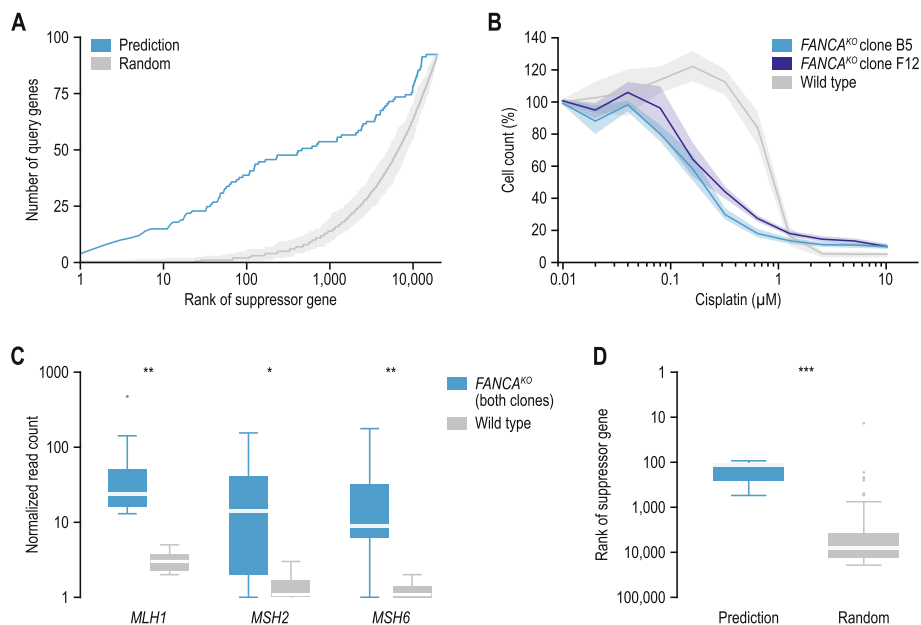 A
Prediction
Random
100
75
50
25
0
Number of query genes
1
10
100
1,000
10,000
Rank of suppressor gene
B
FANCA^KO clone B5
FANCA^KO clone F12
Wild type
140
120
100
80
60
40
20
0
Cell count (%)
0.01
0.1
1
10
Cisplatin (µM)
C
1000
100
10
1
Normalized read count
**
*
**
FANCA^KO
(both clones)
Wild type
MLH1
MSH2
MSH6
D
1
10
100
1,000
10,000
100,000
Rank of suppressor gene
***
Prediction
Random